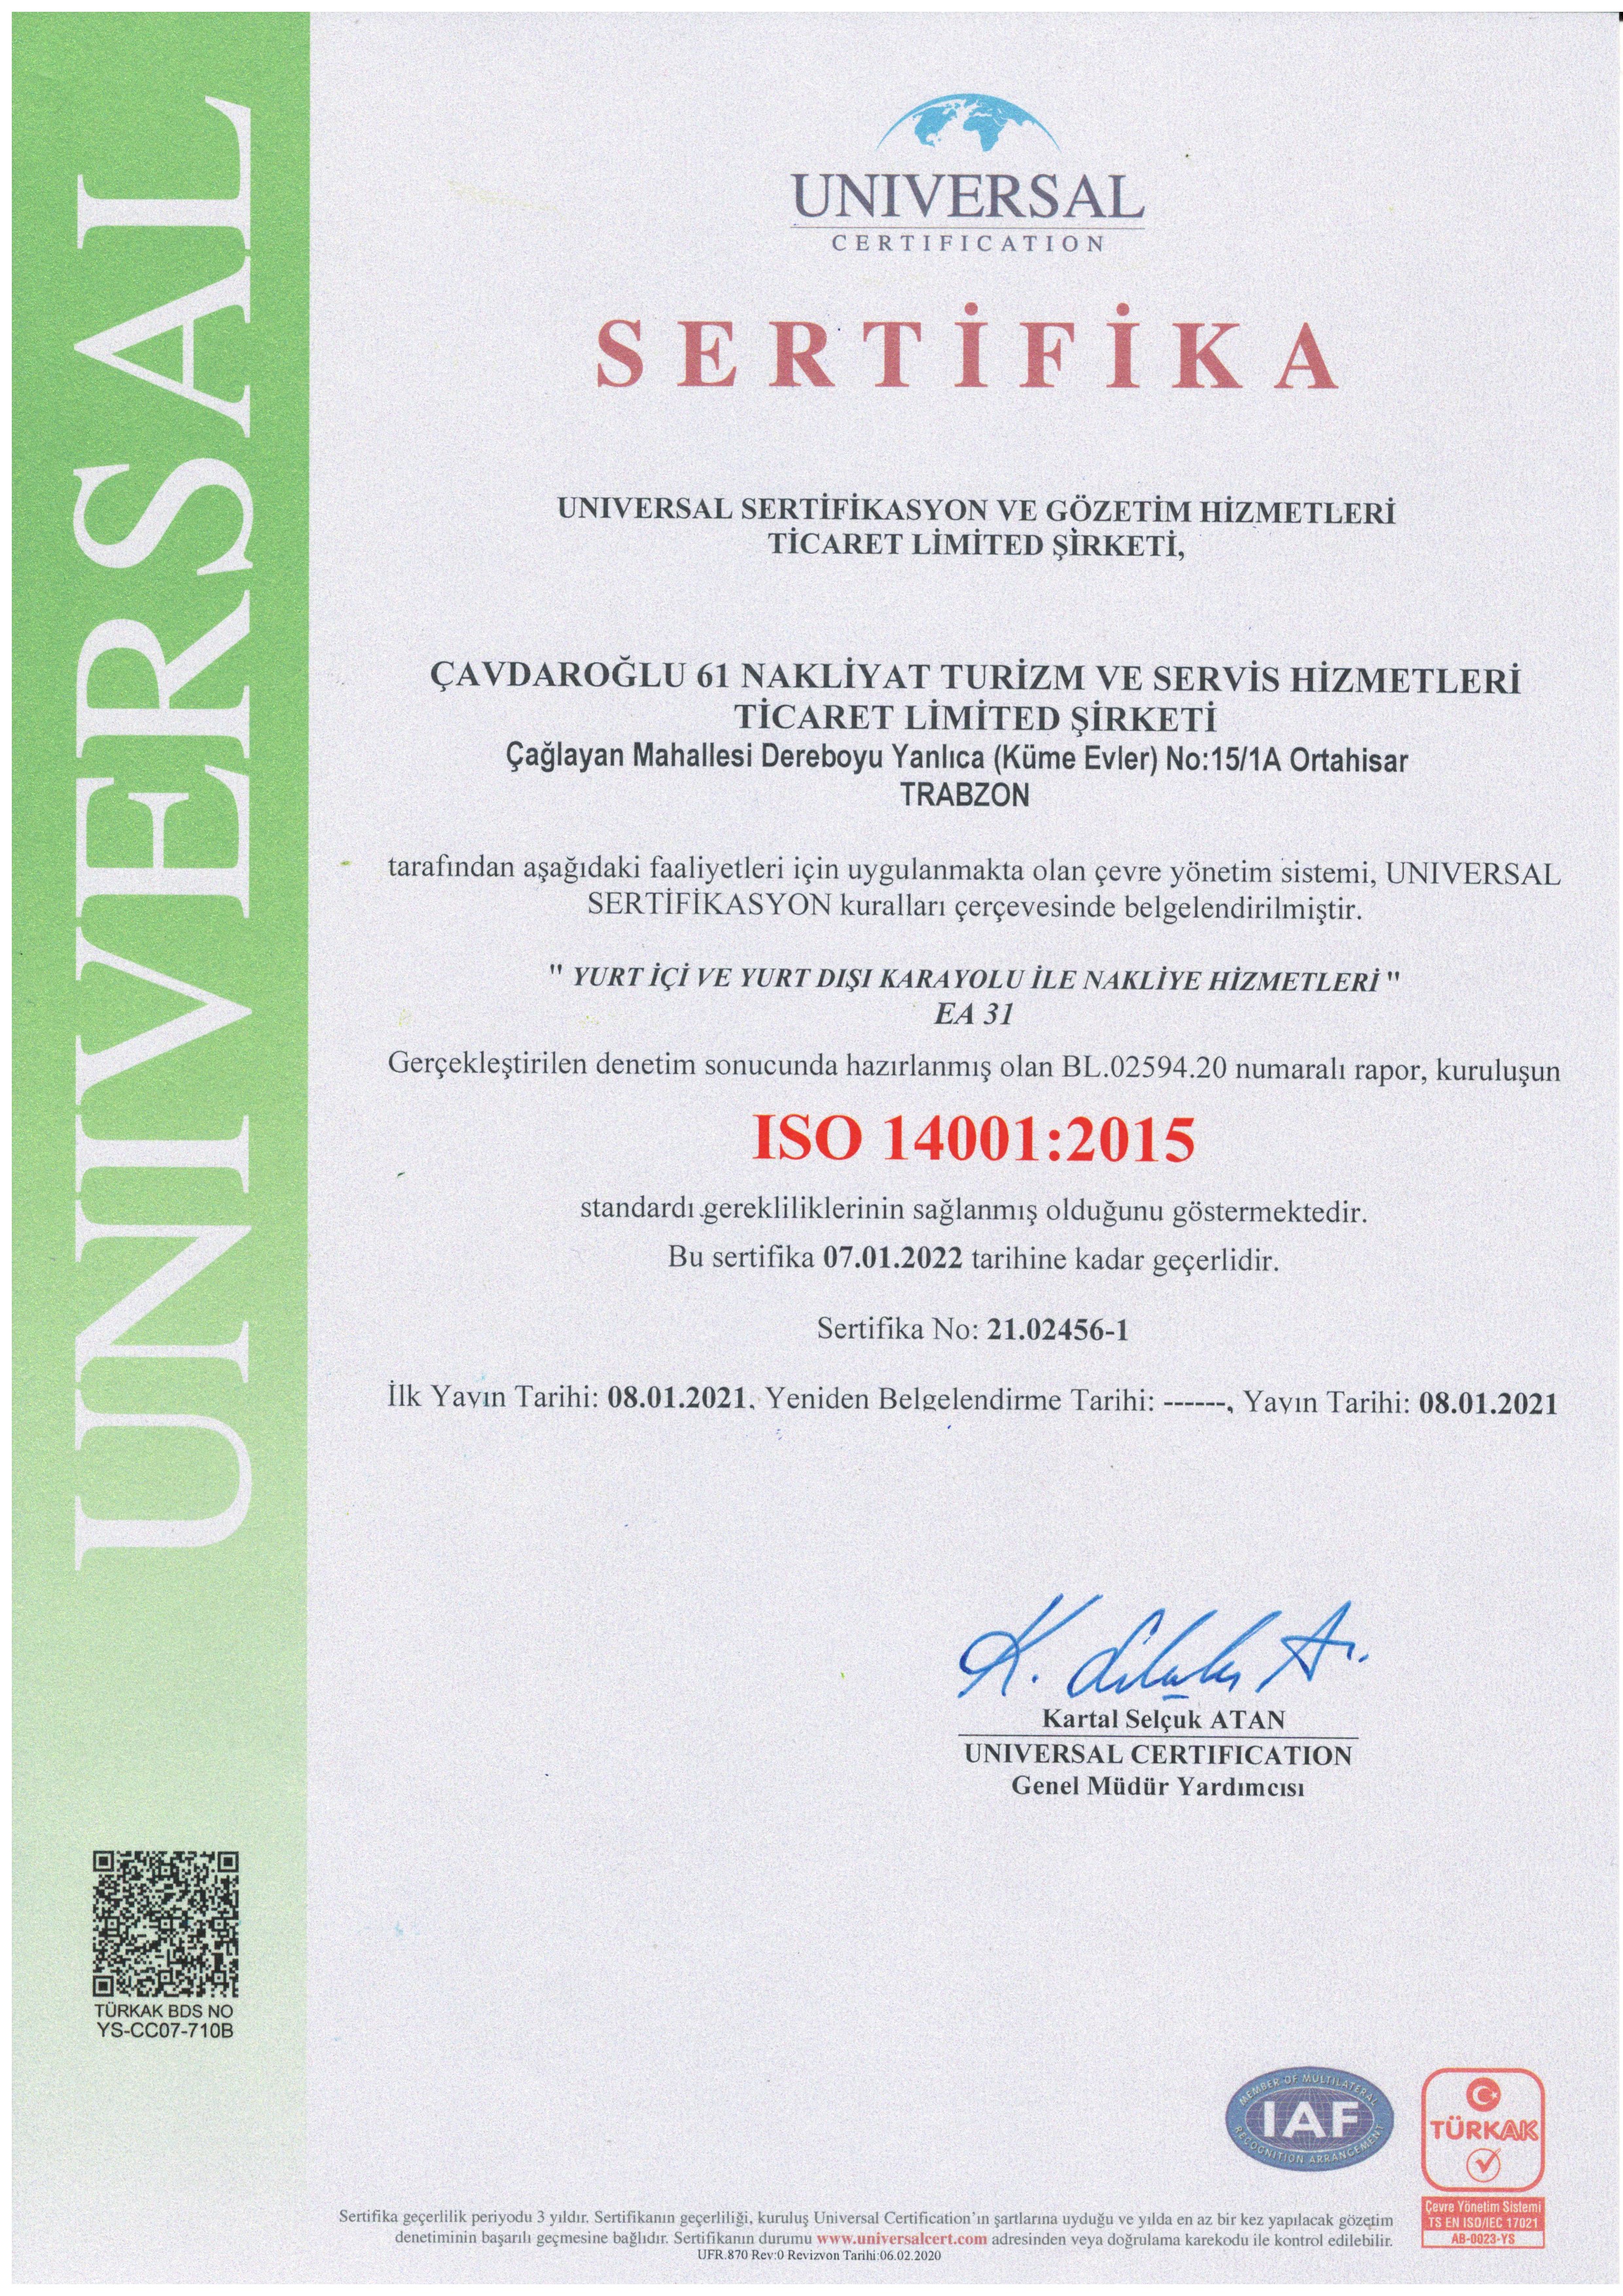 UNIVERSAL
UNIVERSAL
CERTIFICATION
SERTİFİKA
UNIVERSAL SERTİFİKASYON VE GÖZETİM HİZMETLERİ
TİCARET LİMİTED ŞİRKETİ,
ÇAVDAROĞLU 61 NAKLİYAT TURİZM VE SERVİS HİZMETLERİ
TİCARET LİMİTED ŞİRKETİ
Çağlayan Mahallesi Dereboyu Yanlıca (Küme Evler) No:15/1A Ortahisar
TRABZON
tarafından aşağıdaki faaliyetleri için uygulanmakta olan çevre yönetim sistemi, UNIVERSAL
SERTİFİKASYON kuralları çerçevesinde belgelendirilmiştir.
" YURT İÇİ VE YURT DIŞI KARAYOLU İLE NAKLİYE HİZMETLERİ "
EA 31
Gerçekleştirilen denetim sonucunda hazırlanmış olan BL.02594.20 numaralı rapor, kuruluşun
ISO 14001:2015
standardı gerekliliklerinin sağlanmış olduğunu göstermektedir.
Bu sertifika 07.01.2022 tarihine kadar geçerlidir.
Sertifika No: 21.02456-1
İlk Yayın Tarihi: 08.01.2021, Yeniden Belgelendirme Tarihi: ------, Yayın Tarihi: 08.01.2021
Kartal Selçuk ATAN
UNIVERSAL CERTIFICATION
Genel Müdür Yardımcısı
TÜRKAK BDS NO
YS-CC07-710B
MEMBER OF MULTILATERAL
IAF
RECOGNITION ARRANGEMENT
TÜRKAK
Çevre Yönetim Sistemi
TS EN ISO/IEC 17021
AB-0023-YS
Sertifika geçerlilik periyodu 3 yıldır. Sertifikanın geçerliliği, kuruluş Universal Certification'ın şartlarına uyduğu ve yılda en az bir kez yapılacak gözetim
denetiminin başarılı geçmesine bağlıdır. Sertifikanın durumu www.universalcert.com adresinden veya doğrulama karekodu ile kontrol edilebilir.
UFR.870 Rev:0 Revizyon Tarihi:06.02.2020